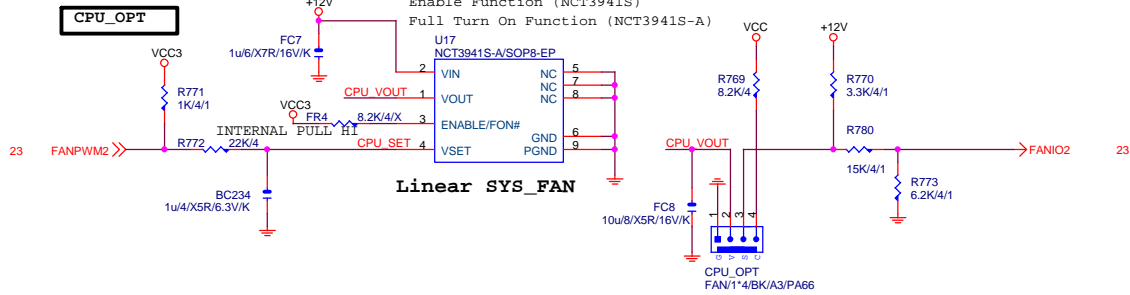 +12V
Enable Function (NCT3941S)
Full Turn On Function (NCT3941S-A)
CPU_OPT
VCC3
R771
1K/4/1
FC7
1u/6/X7R/16V/K
U17
NCT3941S-A/SOP8-EP
2
VIN
1
VOUT
3
ENABLE/FON#
4
VSET
NC
5
NC
7
NC
8
GND
6
PGND
9
CPU_VOUT
VCC3
FR4
8.2K/4/X
INTERNAL PULL HI
CPU_SET
23
FANPWM2
R772
22K/4
BC234
1u/4/X5R/6.3V/K
Linear SYS_FAN
VCC
+12V
R769
8.2K/4
R770
3.3K/4/1
R780
15K/4/1
CPU_VOUT
FANIO2
23
R773
6.2K/4/1
FC8
10u/8/X5R/16V/K
1
2
3
4
G
V
S
C
CPU_OPT
FAN/1*4/BK/A3/PA66